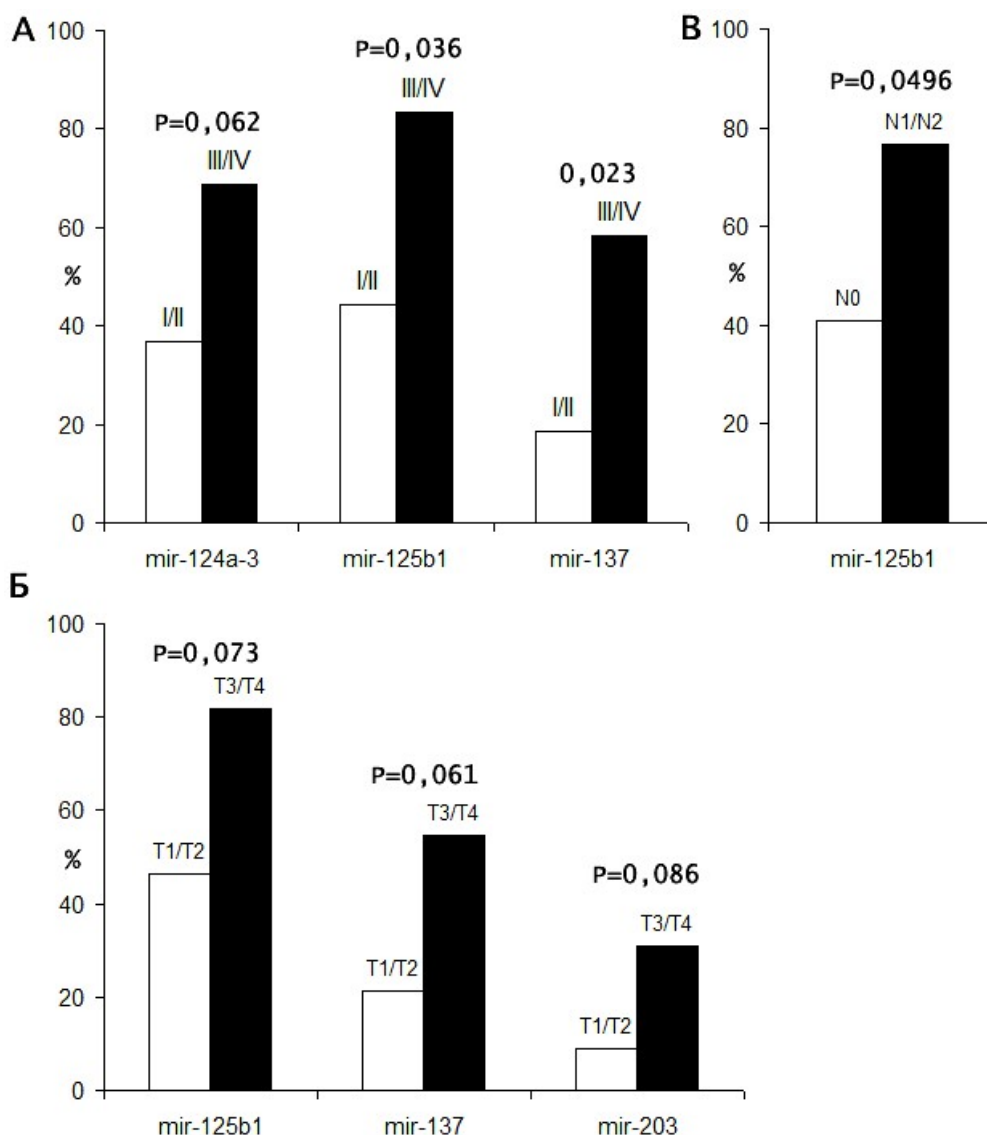 А
100
80
60
%
40
20
0
P=0,062
III/IV
I/II
P=0,036
III/IV
I/II
0,023
III/IV
I/II
mir-124a-3
mir-125b1
mir-137
В
100
80
60
%
40
20
0
P=0,0496
N1/N2
N0
mir-125b1
Б
100
80
60
%
40
20
0
P=0,073
T3/T4
T1/T2
P=0,061
T3/T4
T1/T2
P=0,086
T3/T4
T1/T2
mir-125b1
mir-137
mir-203